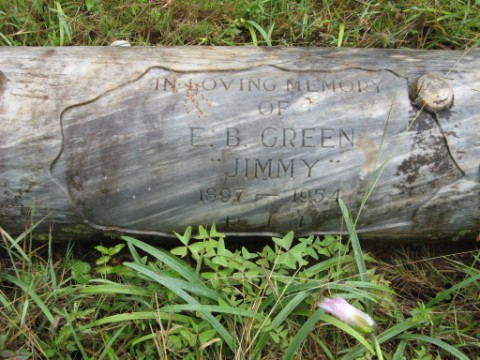 IN LOVING MEMORY
OF
E. B. GREEN
"JIMMY"
1897 — 1954
R.I.P.